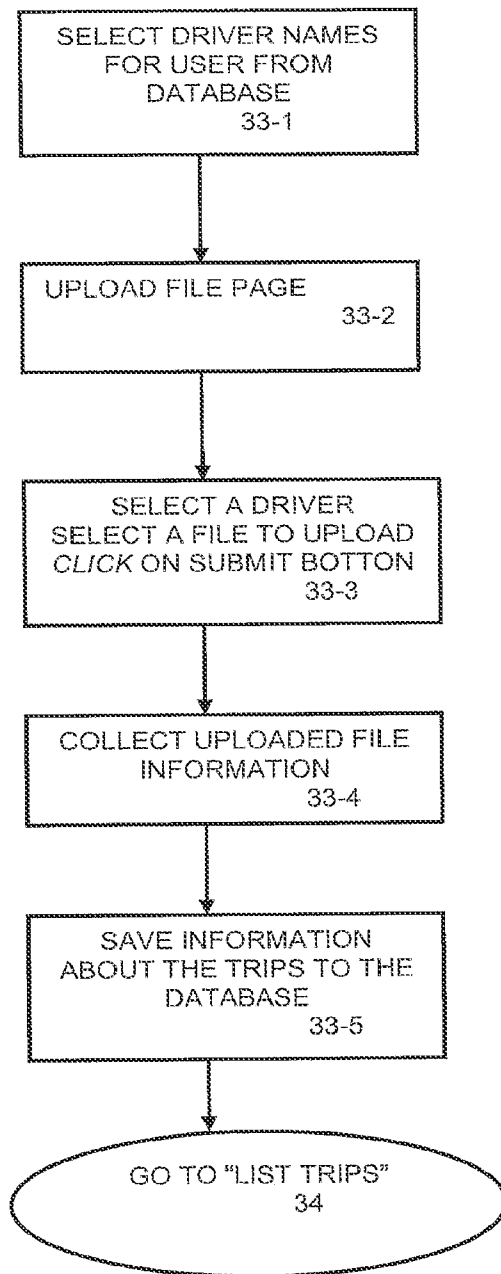 SELECT DRIVER NAMES
FOR USER FROM
DATABASE
33-1
UPLOAD FILE PAGE
33-2
SELECT A DRIVER
SELECT A FILE TO UPLOAD
CLICK ON SUBMIT BOTTON
33-3
COLLECT UPLOADED FILE
INFORMATION
33-4
SAVE INFORMATION
ABOUT THE TRIPS TO THE
DATABASE
33-5
GO TO "LIST TRIPS"
34